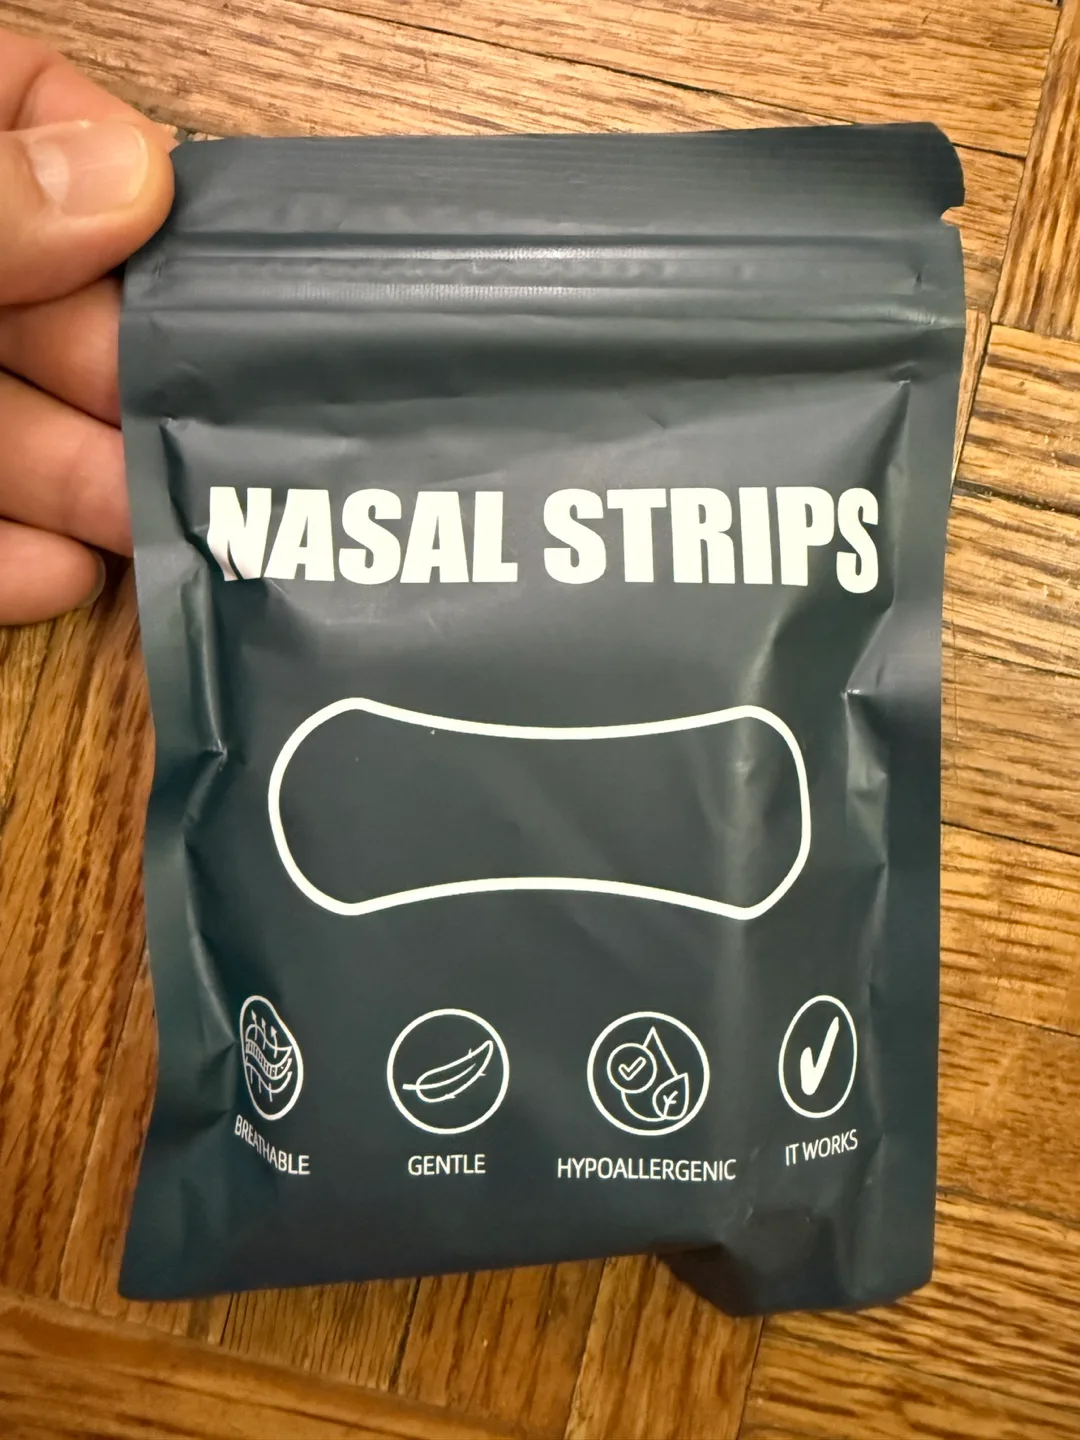 NASAL STRIPS
BREATHABLE
GENTLE
HYPOALLERGENIC
IT WORKS